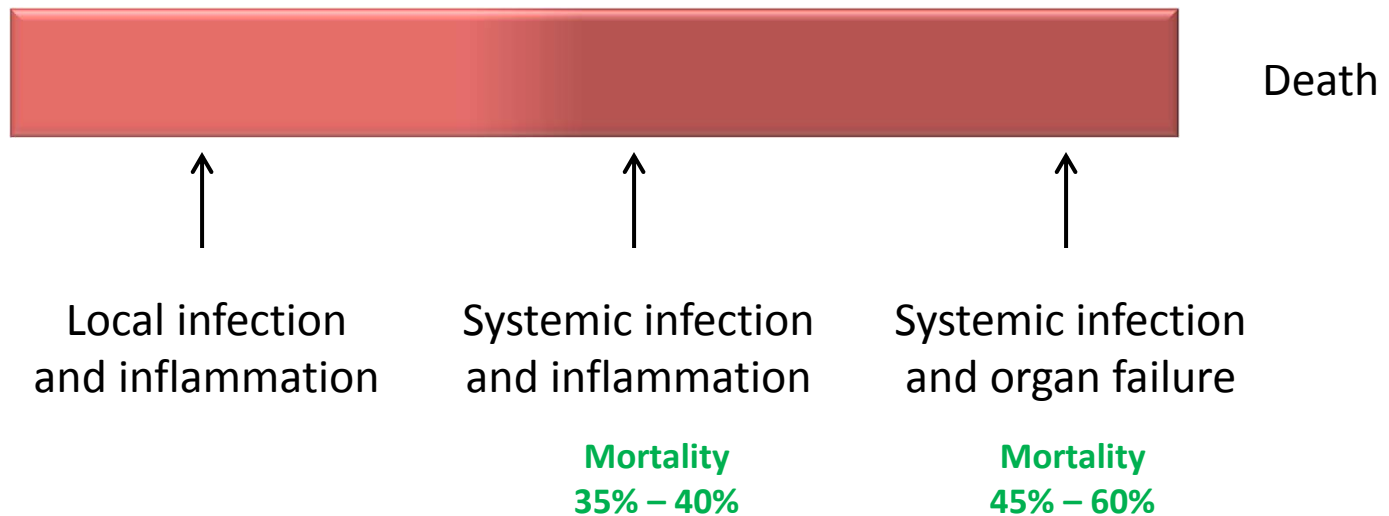 Death
Local infection
and inflammation
Systemic infection
and inflammation
Mortality
35% – 40%
Systemic infection
and organ failure
Mortality
45% – 60%